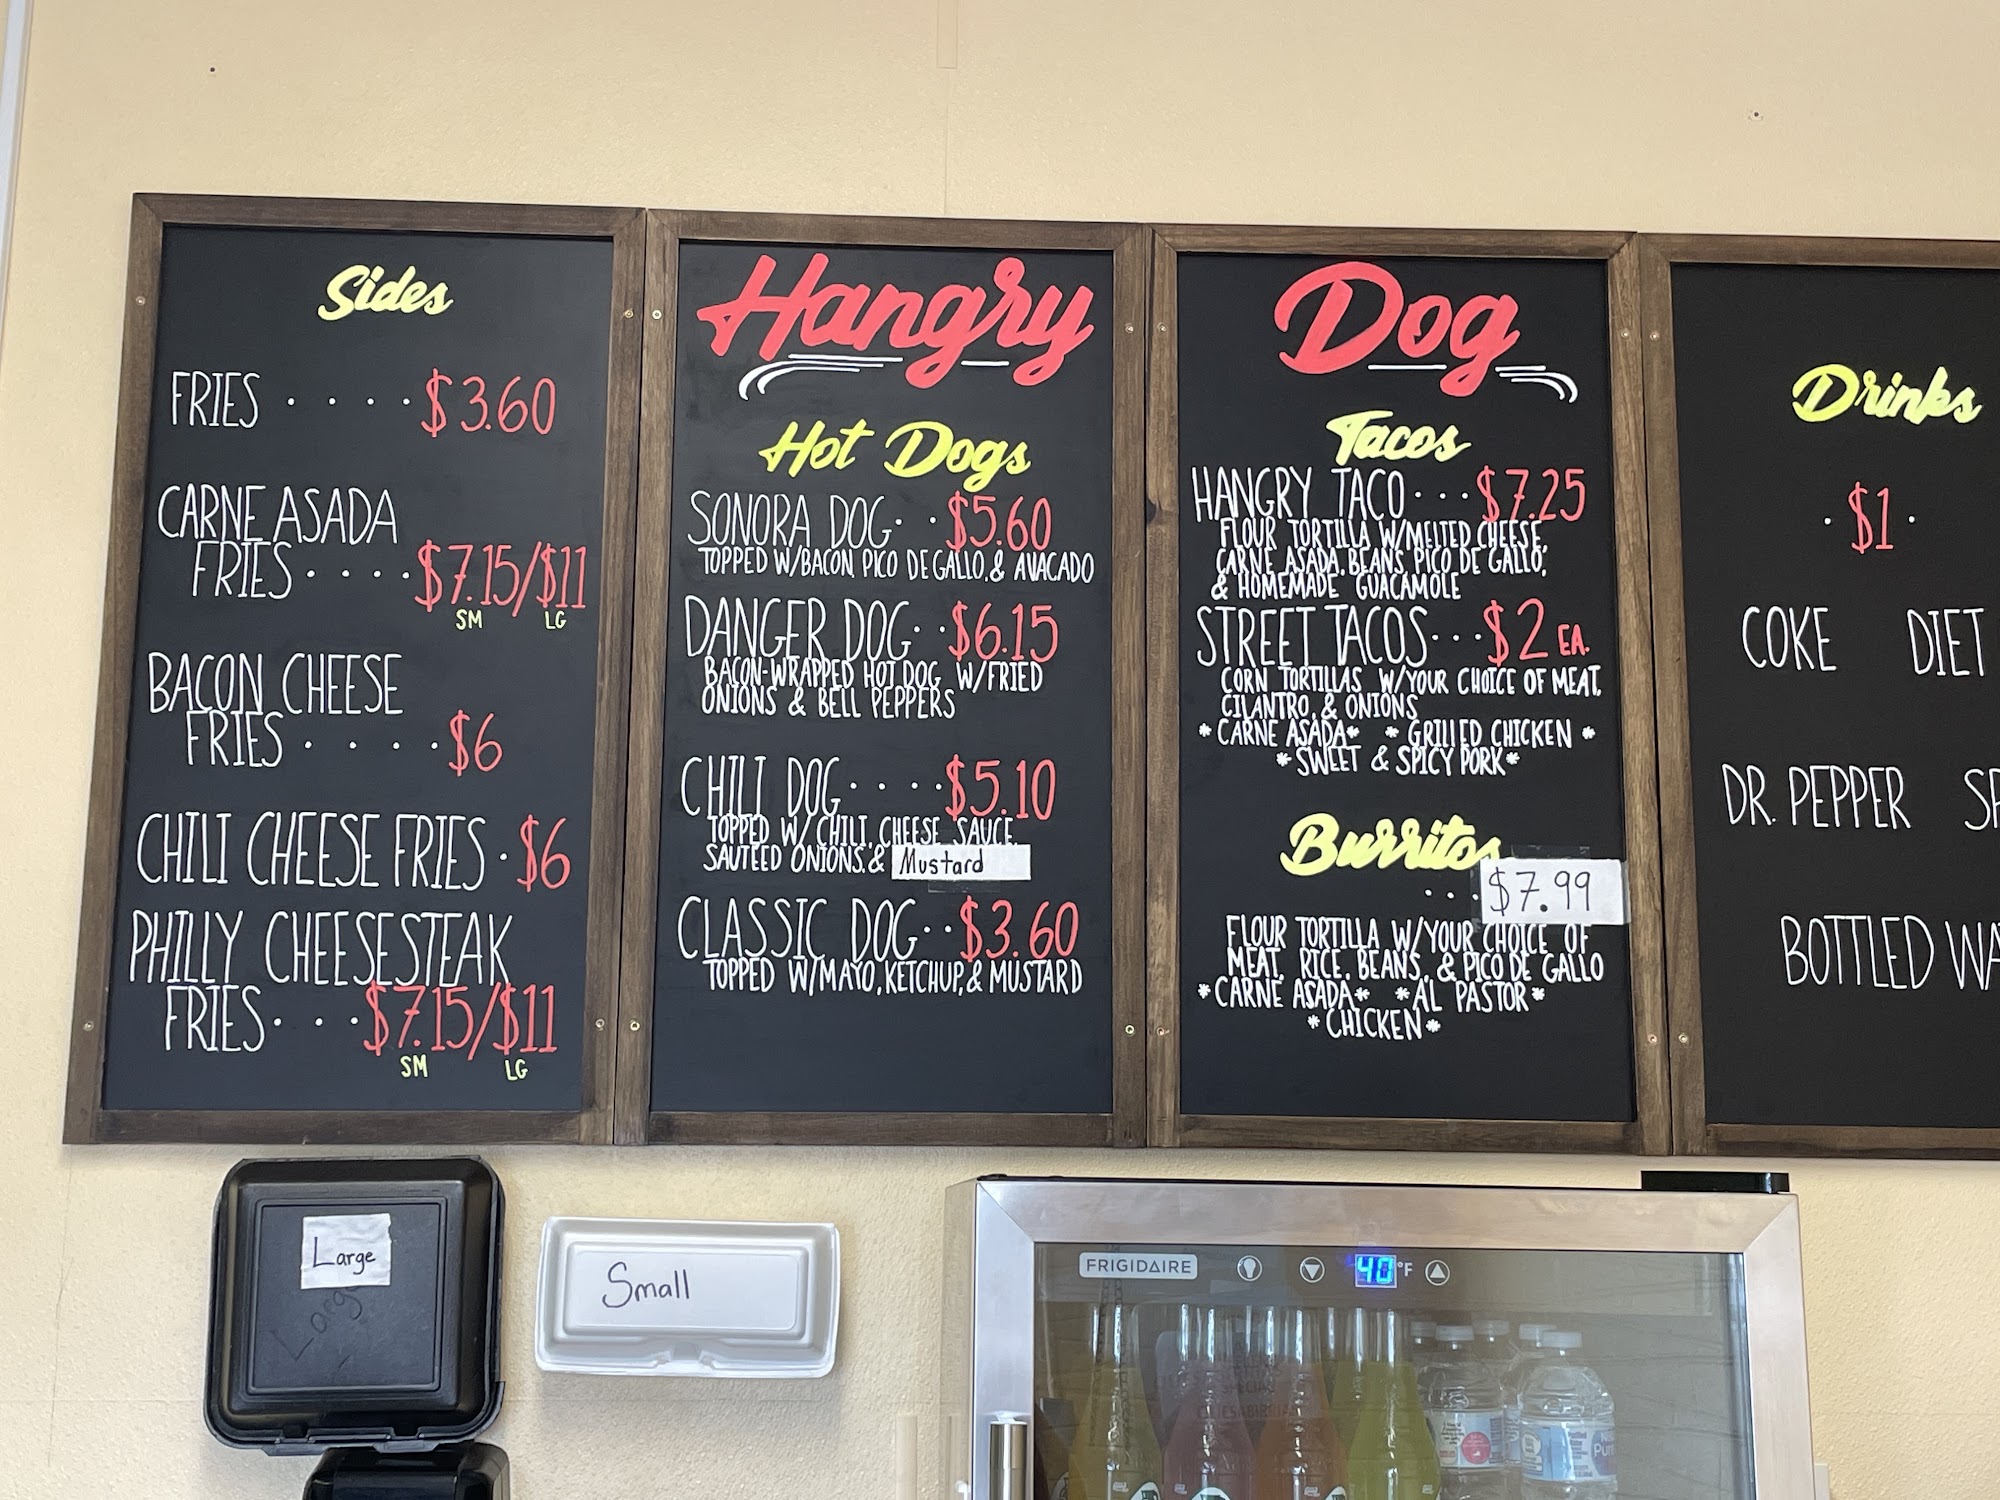 Sides
FRIES · · · · $3.60
CARNE ASADA
FRIES · · · · $7.15/$11
SM LG
BACON CHEESE
FRIES · · · · $6
CHILI CHEESE FRIES · $6
PHILLY CHEESESTEAK
FRIES · · · $7.15/$11
SM LG
Hangry Dog
Hot Dogs
SONORA DOG · · $5.60
TOPPED W/BACON, PICO DE GALLO, & AVACADO
DANGER DOG · · $6.15
BACON-WRAPPED HOT DOG W/FRIED
ONIONS & BELL PEPPERS
CHILI DOG · · · · $5.10
TOPPED W/ CHILI, CHEESE SAUCE,
SAUTEED ONIONS, & Mustard
CLASSIC DOG · · $3.60
TOPPED W/MAYO, KETCHUP, & MUSTARD
Tacos
HANGRY TACO · · · $7.25
FLOUR TORTILLA W/MELTED CHEESE,
CARNE ASADA, BEANS, PICO DE GALLO,
& HOMEMADE GUACAMOLE
STREET TACOS · · · $2 EA.
CORN TORTILLAS W/YOUR CHOICE OF MEAT,
CILANTRO, & ONIONS
*CARNE ASADA* *GRILLED CHICKEN*
*SWEET & SPICY PORK*
Burritos
· · · $7.99
FLOUR TORTILLA W/YOUR CHOICE OF
MEAT, RICE, BEANS, & PICO DE GALLO
*CARNE ASADA* *AL PASTOR*
*CHICKEN*
Drinks
· $1 ·
COKE DIET
DR. PEPPER SP
BOTTLED WA
Large
Large
Small
FRIGIDAIRE 40 °F